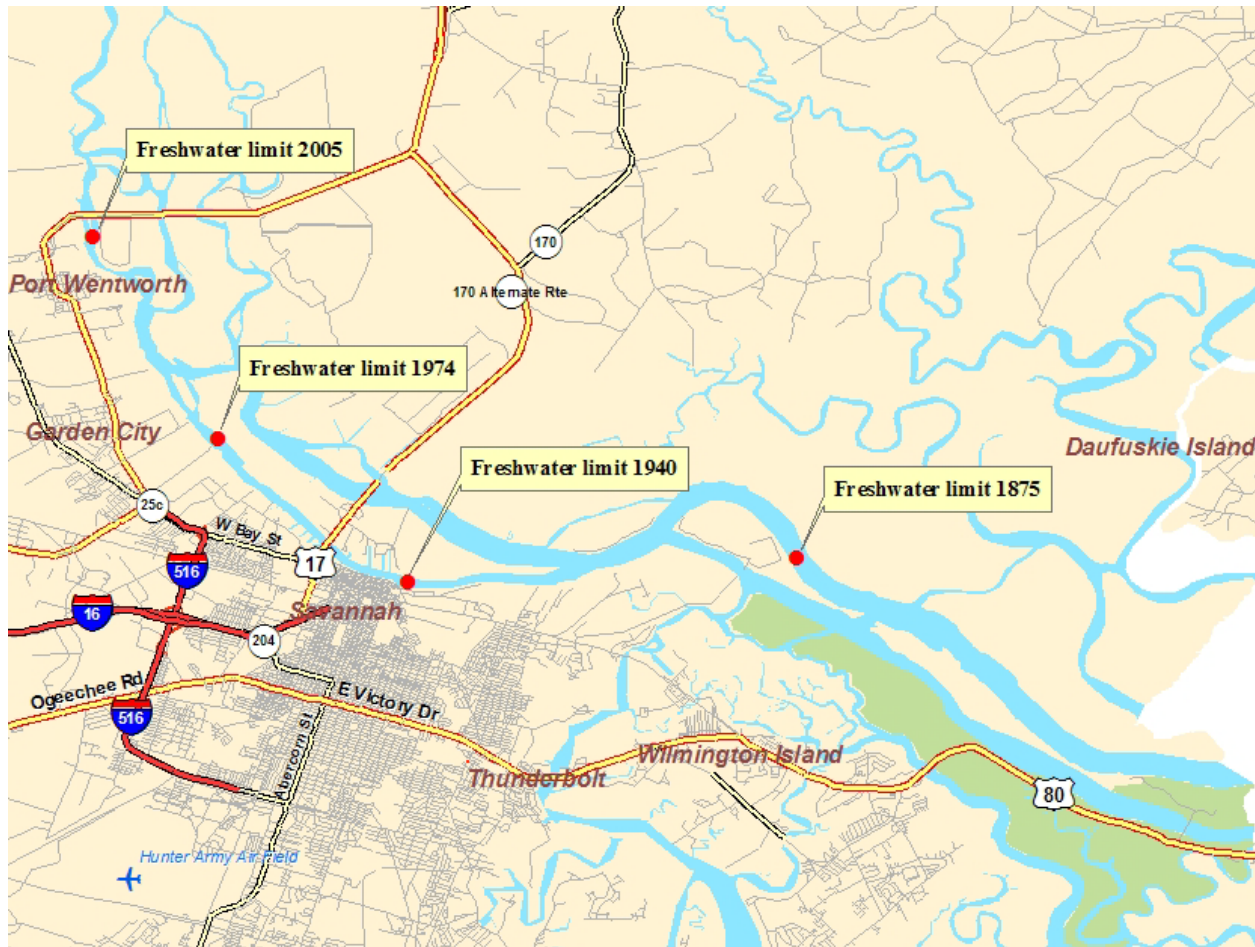 Freshwater limit 2005
170
Port Wentworth
170 Alternate Rte
Freshwater limit 1974
Garden City
Daufuskie Island
Freshwater limit 1940
Freshwater limit 1875
25c
W Bay St
17
516
16
Savannah
204
Ogeechee Rd
E Victory Dr
516
Abercorn St
Wilmington Island
Thunderbolt
80
Hunter Army Air Field